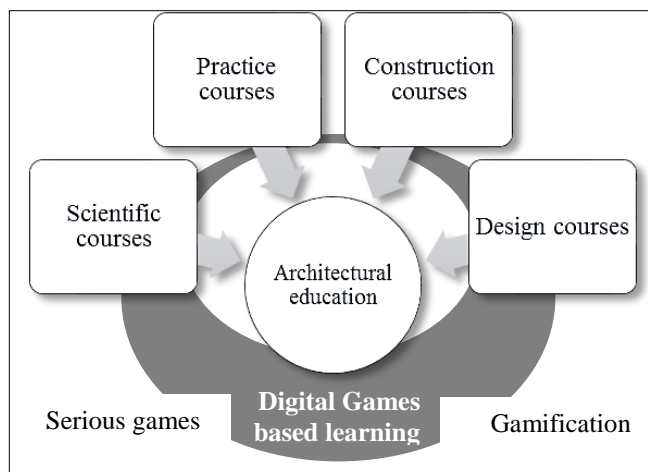 Practice
courses
Construction
courses
Scientific
courses
Design courses
Architectural
education
Serious games
Digital Games
based learning
Gamification